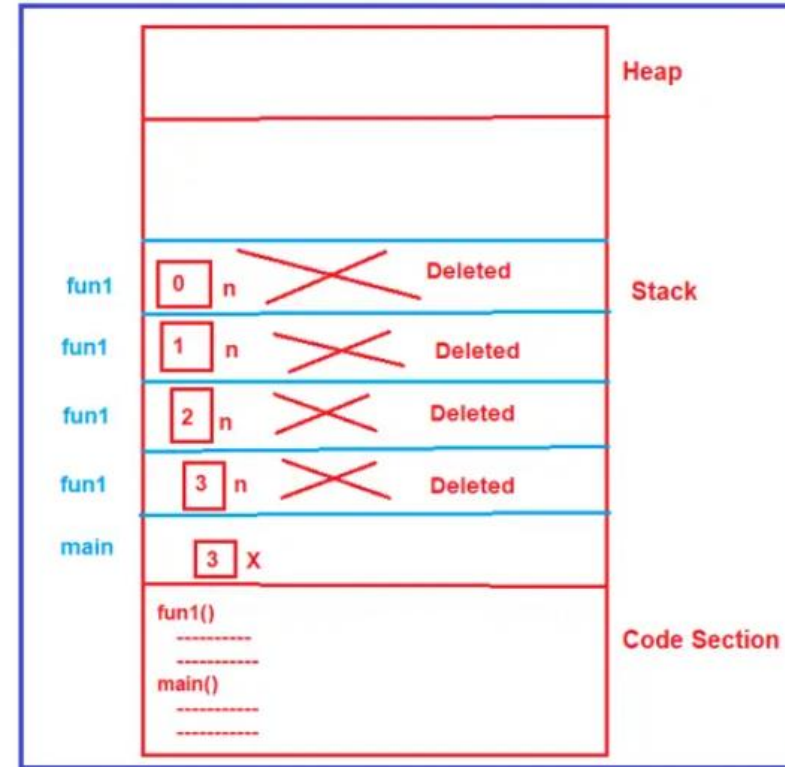 Heap
fun1 0 n Deleted
Stack
fun1 1 n Deleted
fun1 2 n Deleted
fun1 3 n Deleted
main 3 X
fun1()
----------
-----------
Code Section
main()
-----------
-----------